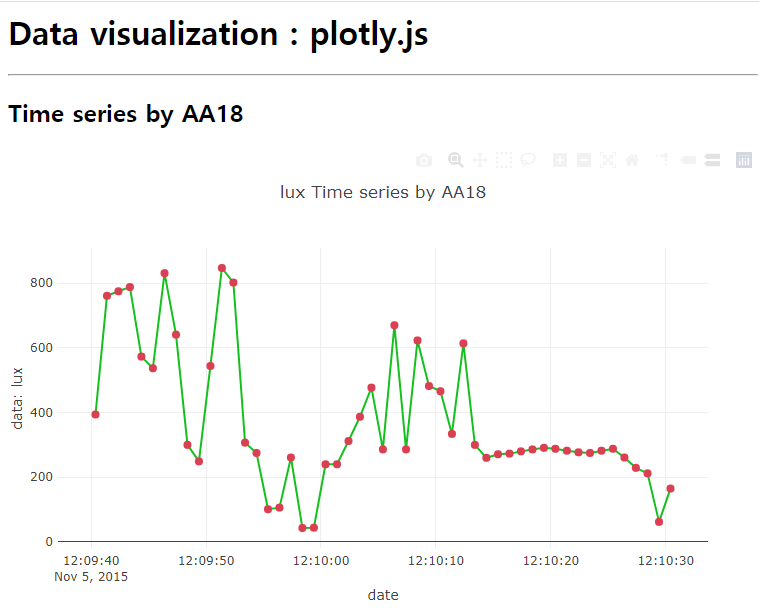 Data visualization : plotly.js
Time series by AA18
lux Time series by AA18
800
600
400
200
0
data: lux
12:09:40
Nov 5, 2015
12:09:50
12:10:00
12:10:10
12:10:20
12:10:30
date